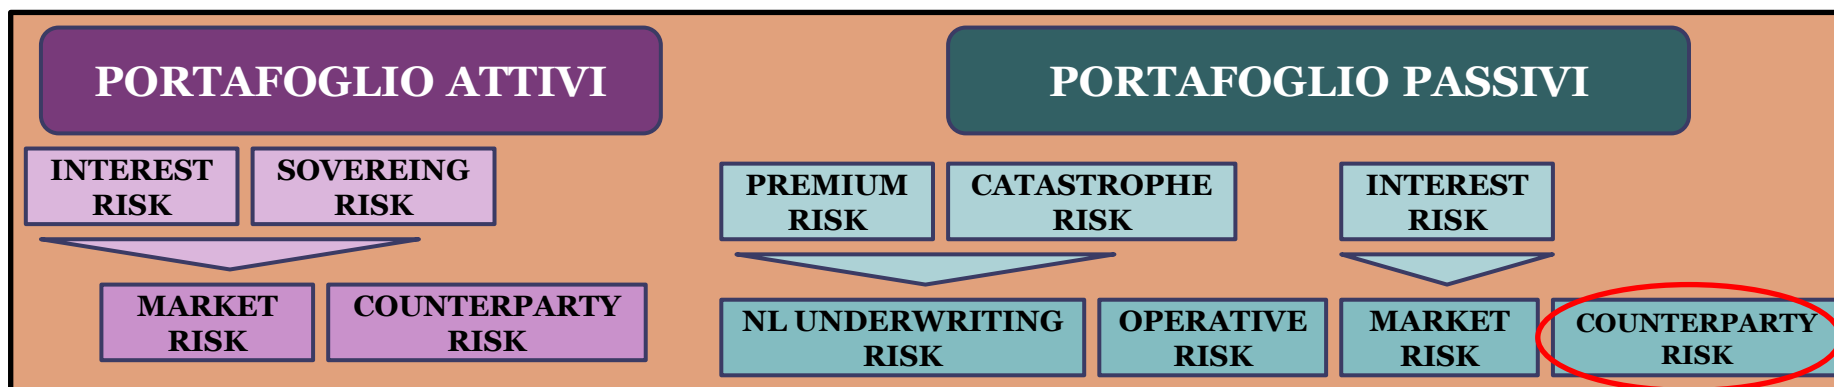 PORTAFOGLIO ATTIVI
INTEREST
RISK
SOVEREING
RISK
MARKET
RISK
COUNTERPARTY
RISK
PORTAFOGLIO PASSIVI
PREMIUM
RISK
CATASTROPHE
RISK
INTEREST
RISK
NL UNDERWRITING
RISK
OPERATIVE
RISK
MARKET
RISK
COUNTERPARTY
RISK